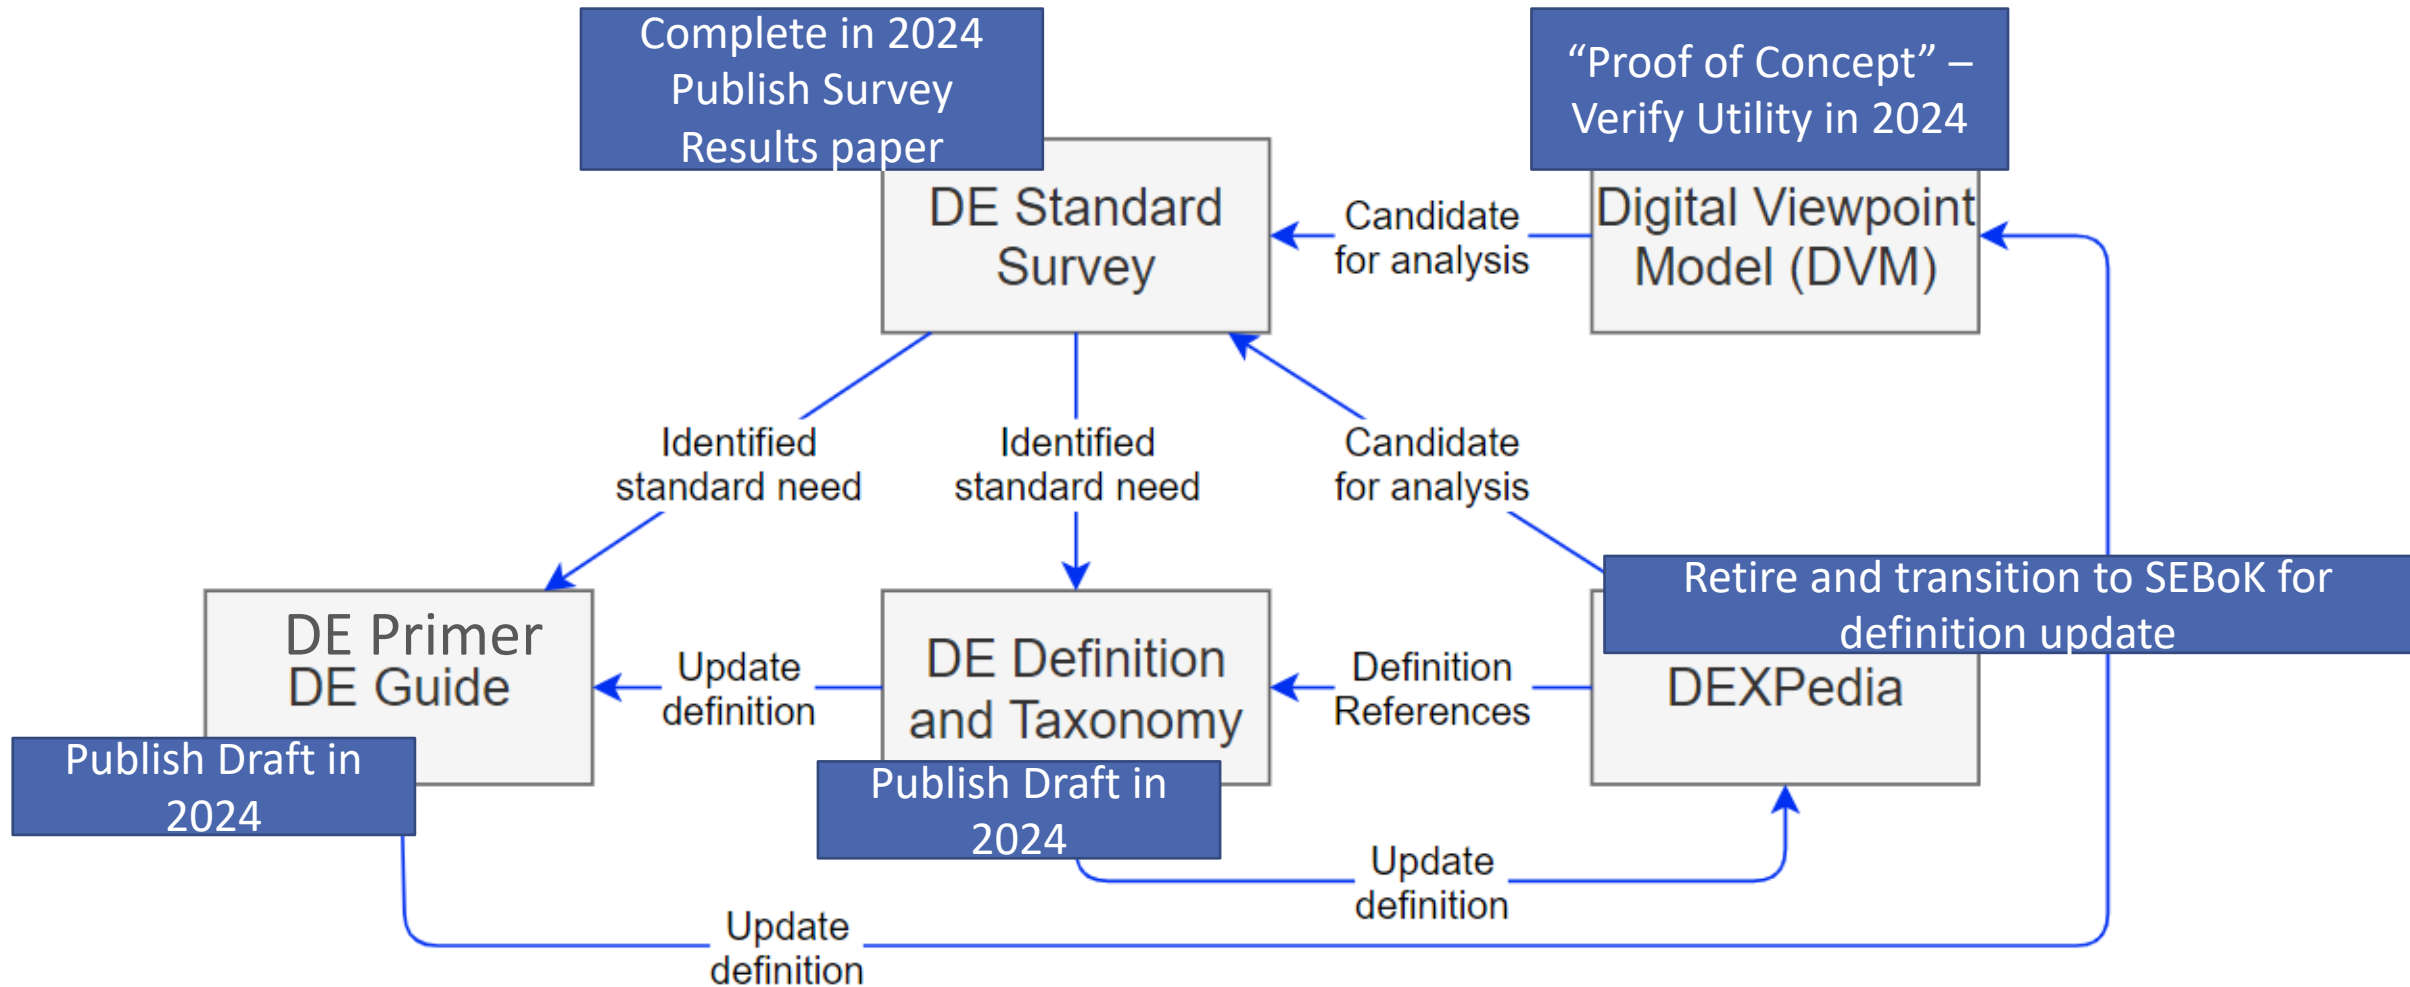 Complete in 2024
Publish Survey
Results paper
“Proof of Concept” –
Verify Utility in 2024
DE Standard
Survey
Candidate
for analysis
Digital Viewpoint
Model (DVM)
Identified
standard need
Identified
standard need
Candidate
for analysis
Retire and transition to SEBoK for
definition update
DE Primer
DE Guide
Update
definition
DE Definition
and Taxonomy
Definition
References
DEXPedia
Publish Draft in
2024
Publish Draft in
2024
Update
definition
Update
definition